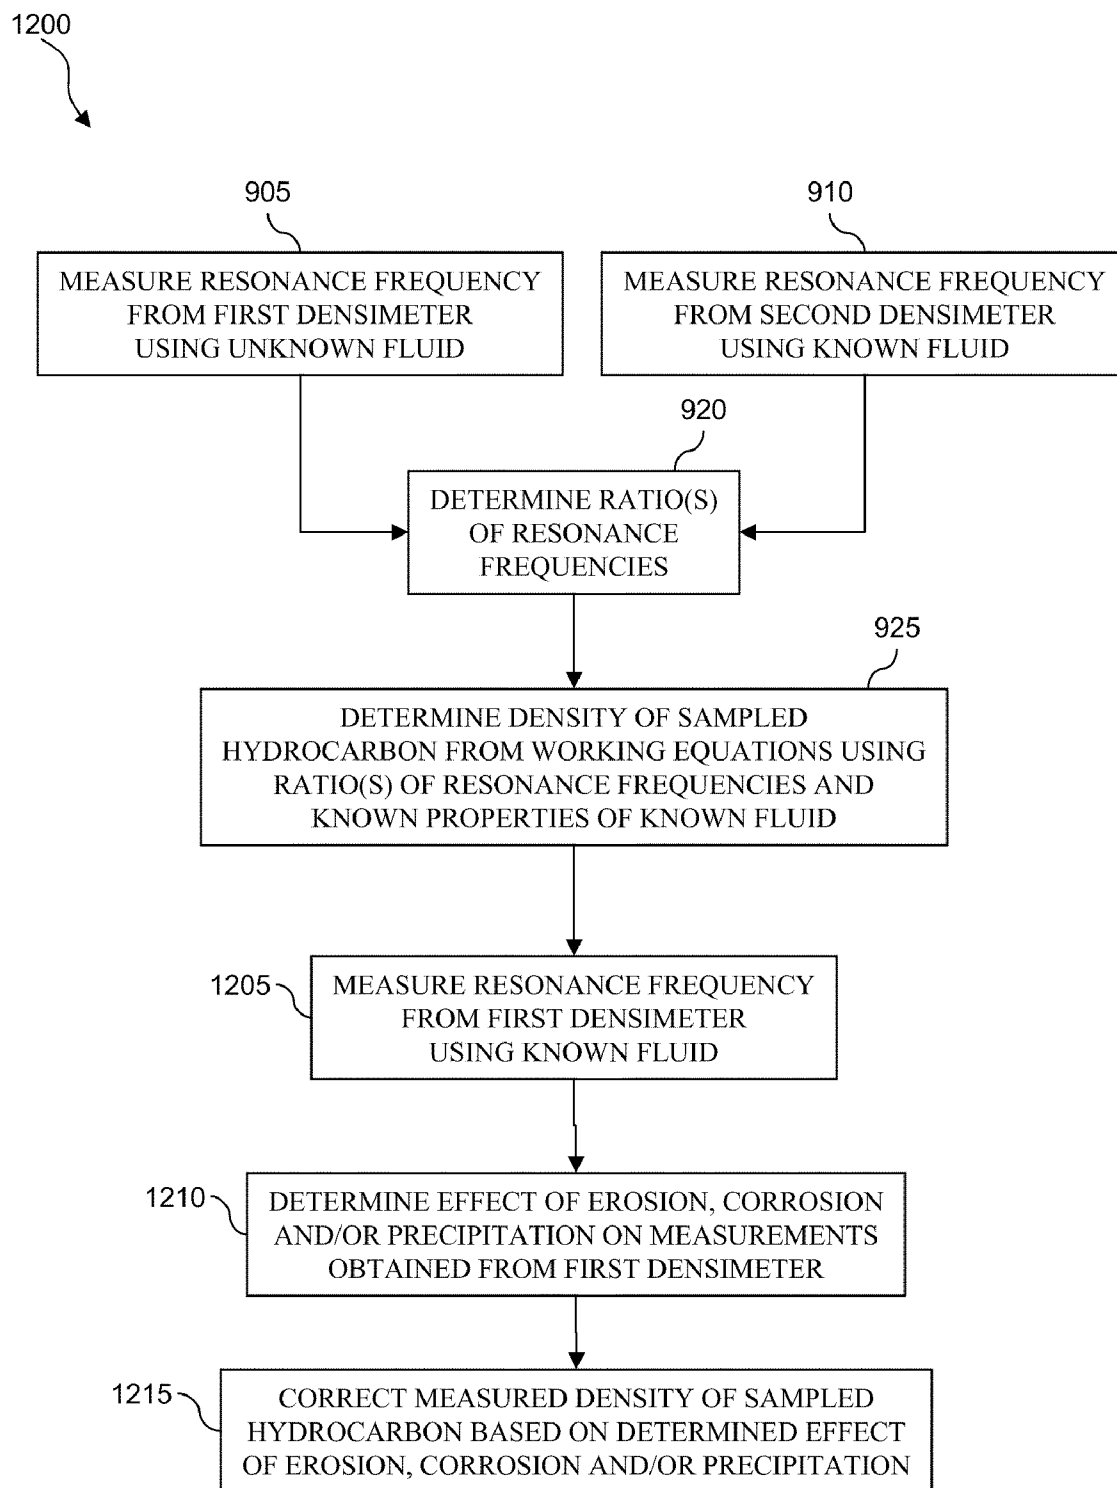 1200
905
910
MEASURE RESONANCE FREQUENCY
FROM FIRST DENSIMETER
USING UNKNOWN FLUID
MEASURE RESONANCE FREQUENCY
FROM SECOND DENSIMETER
USING KNOWN FLUID
920
DETERMINE RATIO(S)
OF RESONANCE
FREQUENCIES
925
DETERMINE DENSITY OF SAMPLED
HYDROCARBON FROM WORKING EQUATIONS USING
RATIO(S) OF RESONANCE FREQUENCIES AND
KNOWN PROPERTIES OF KNOWN FLUID
1205
MEASURE RESONANCE FREQUENCY
FROM FIRST DENSIMETER
USING KNOWN FLUID
1210
DETERMINE EFFECT OF EROSION, CORROSION
AND/OR PRECIPITATION ON MEASUREMENTS
OBTAINED FROM FIRST DENSIMETER
1215
CORRECT MEASURED DENSITY OF SAMPLED
HYDROCARBON BASED ON DETERMINED EFFECT
OF EROSION, CORROSION AND/OR PRECIPITATION